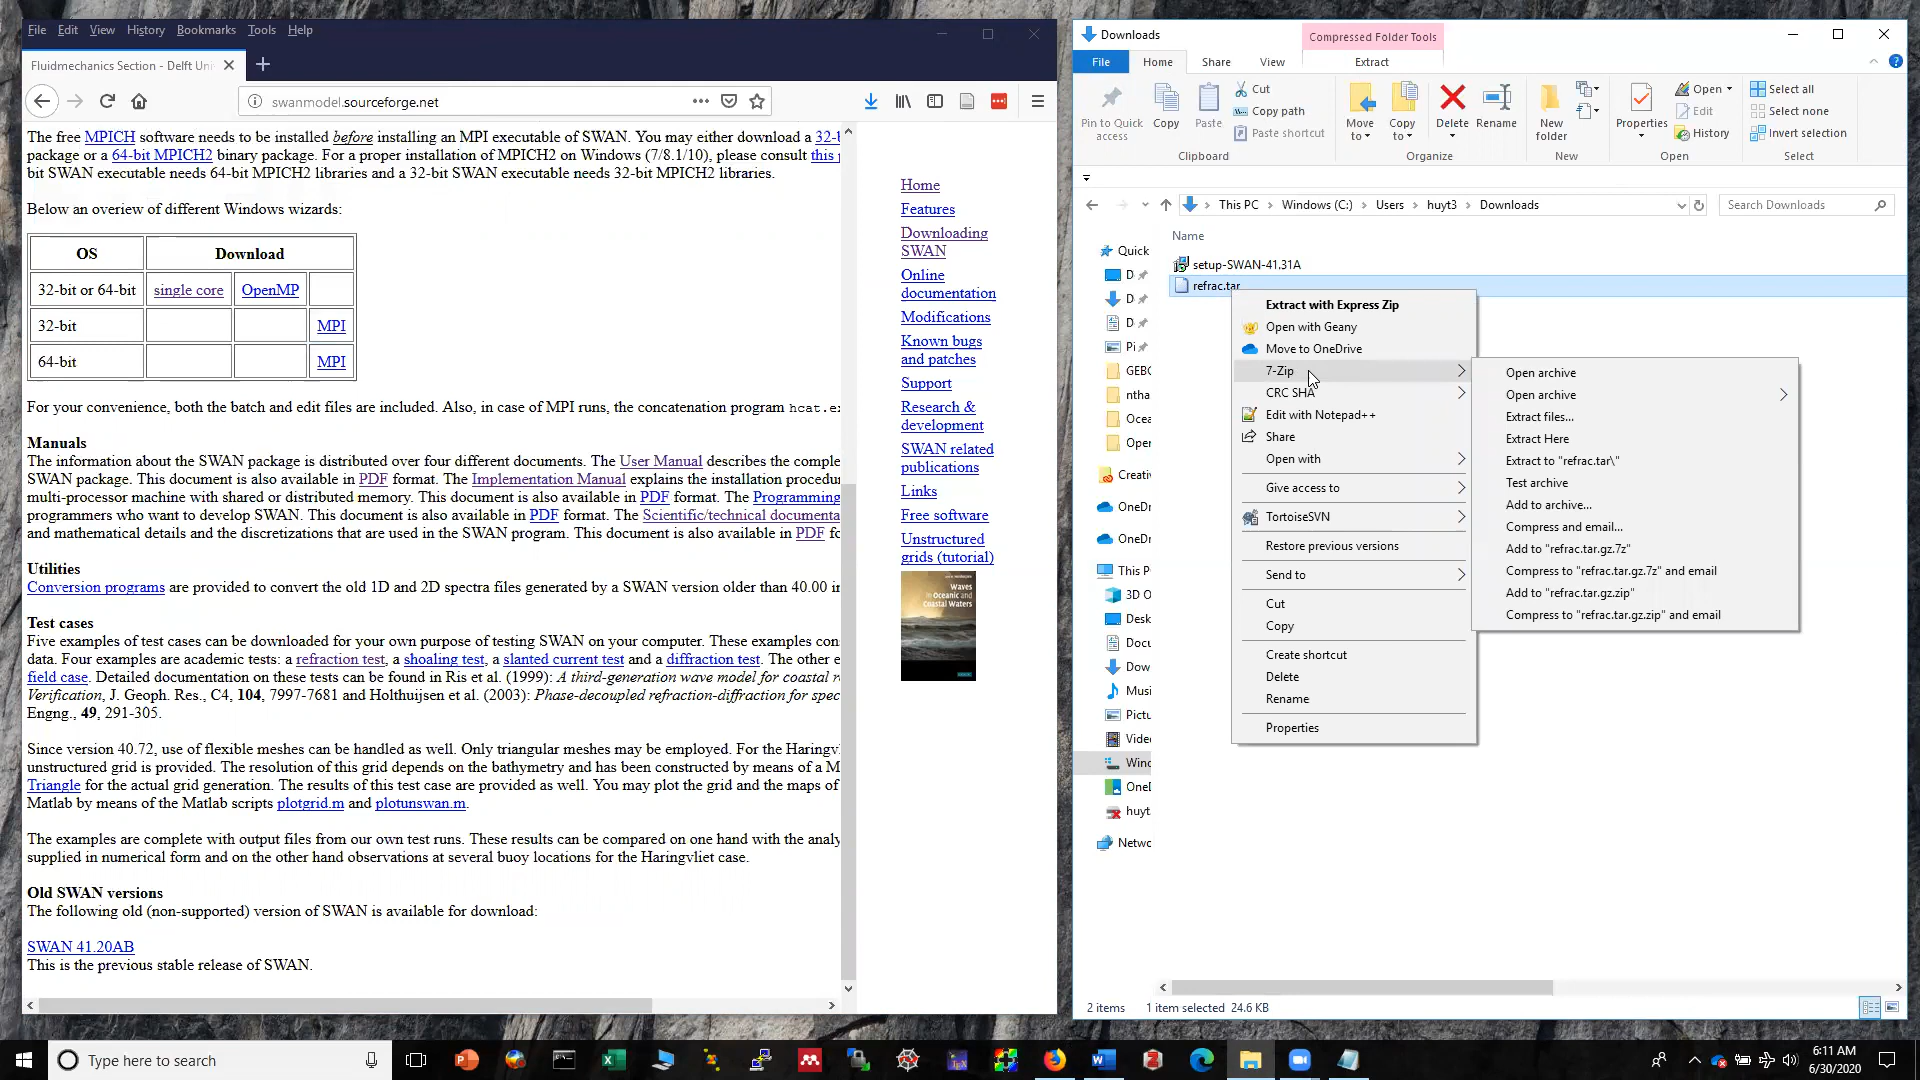 File Edit View History Bookmarks Tools Help
Fluidmechanics Section - Delft Uni
swanmodel.sourceforge.net
The free MPICH software needs to be installed before installing an MPI executable of SWAN. You may either download a 32-b
package or a 64-bit MPICH2 binary package. For a proper installation of MPICH2 on Windows (7/8.1/10), please consult this p
bit SWAN executable needs 64-bit MPICH2 libraries and a 32-bit SWAN executable needs 32-bit MPICH2 libraries.
Below an overiew of different Windows wizards:
OS Download
32-bit or 64-bit single core OpenMP
32-bit MPI
64-bit MPI
For your convenience, both the batch and edit files are included. Also, in case of MPI runs, the concatenation program hcat.ex
Manuals
The information about the SWAN package is distributed over four different documents. The User Manual describes the comple
SWAN package. This document is also available in PDF format. The Implementation Manual explains the installation procedur
multi-processor machine with shared or distributed memory. This document is also available in PDF format. The Programming
programmers who want to develop SWAN. This document is also available in PDF format. The Scientific/technical documenta
and mathematical details and the discretizations that are used in the SWAN program. This document is also available in PDF fo
Utilities
Conversion programs are provided to convert the old 1D and 2D spectra files generated by a SWAN version older than 40.00 in
Test cases
Five examples of test cases can be downloaded for your own purpose of testing SWAN on your computer. These examples con
data. Four examples are academic tests: a refraction test, a shoaling test, a slanted current test and a diffraction test. The other e
field case. Detailed documentation on these tests can be found in Ris et al. (1999): A third-generation wave model for coastal r
Verification, J. Geoph. Res., C4, 104, 7997-7681 and Holthuijsen et al. (2003): Phase-decoupled refraction-diffraction for spec
Engng., 49, 291-305.
Since version 40.72, use of flexible meshes can be handled as well. Only triangular meshes may be employed. For the Haringvl
unstructured grid is provided. The resolution of this grid depends on the bathymetry and has been constructed by means of a M
Triangle for the actual grid generation. The results of this test case are provided as well. You may plot the grid and the maps of
Matlab by means of the Matlab scripts plotgrid.m and plotunswan.m.
The examples are complete with output files from our own test runs. These results can be compared on one hand with the analy
supplied in numerical form and on the other hand observations at several buoy locations for the Haringvliet case.
Old SWAN versions
The following old (non-supported) version of SWAN is available for download:
SWAN 41.20AB
This is the previous stable release of SWAN.
Home
Features
Downloading
SWAN
Online
documentation
Modifications
Known bugs
and patches
Support
Research &
development
SWAN related
publications
Links
Free software
Unstructured
grids (tutorial)
Waves
in Oceanic and
Coastal Waters
Downloads
Compressed Folder Tools
File Home Share View Extract
Pin to Quick
access
Copy
Paste
Cut
Copy path
Paste shortcut
Clipboard
Move
to
Copy
to
Delete
Rename
Organize
New
folder
New
Properties
Open
Edit
History
Open
Select all
Select none
Invert selection
Select
This PC Windows (C:) Users huyt3 Downloads
Search Downloads
Name
setup-SWAN-41.31A
refrac.tar
Quick
D
D
D
Pi
GEBC
ntha
Ocea
Oper
Creativ
OneDr
OneDr
This P
3D O
Desk
Docu
Dow
Musi
Pictu
Video
Wind
OneD
huyt
Netwo
Extract with Express Zip
Open with Geany
Move to OneDrive
7-Zip
CRC SHA
Edit with Notepad++
Share
Open with
Give access to
TortoiseSVN
Restore previous versions
Send to
Cut
Copy
Create shortcut
Delete
Rename
Properties
Open archive
Open archive
Extract files...
Extract Here
Extract to "refrac.tar\"
Test archive
Add to archive...
Compress and email...
Add to "refrac.tar.gz.7z"
Compress to "refrac.tar.gz.7z" and email
Add to "refrac.tar.gz.zip"
Compress to "refrac.tar.gz.zip" and email
2 items 1 item selected 24.6 KB
Type here to search
6:11 AM
6/30/2020